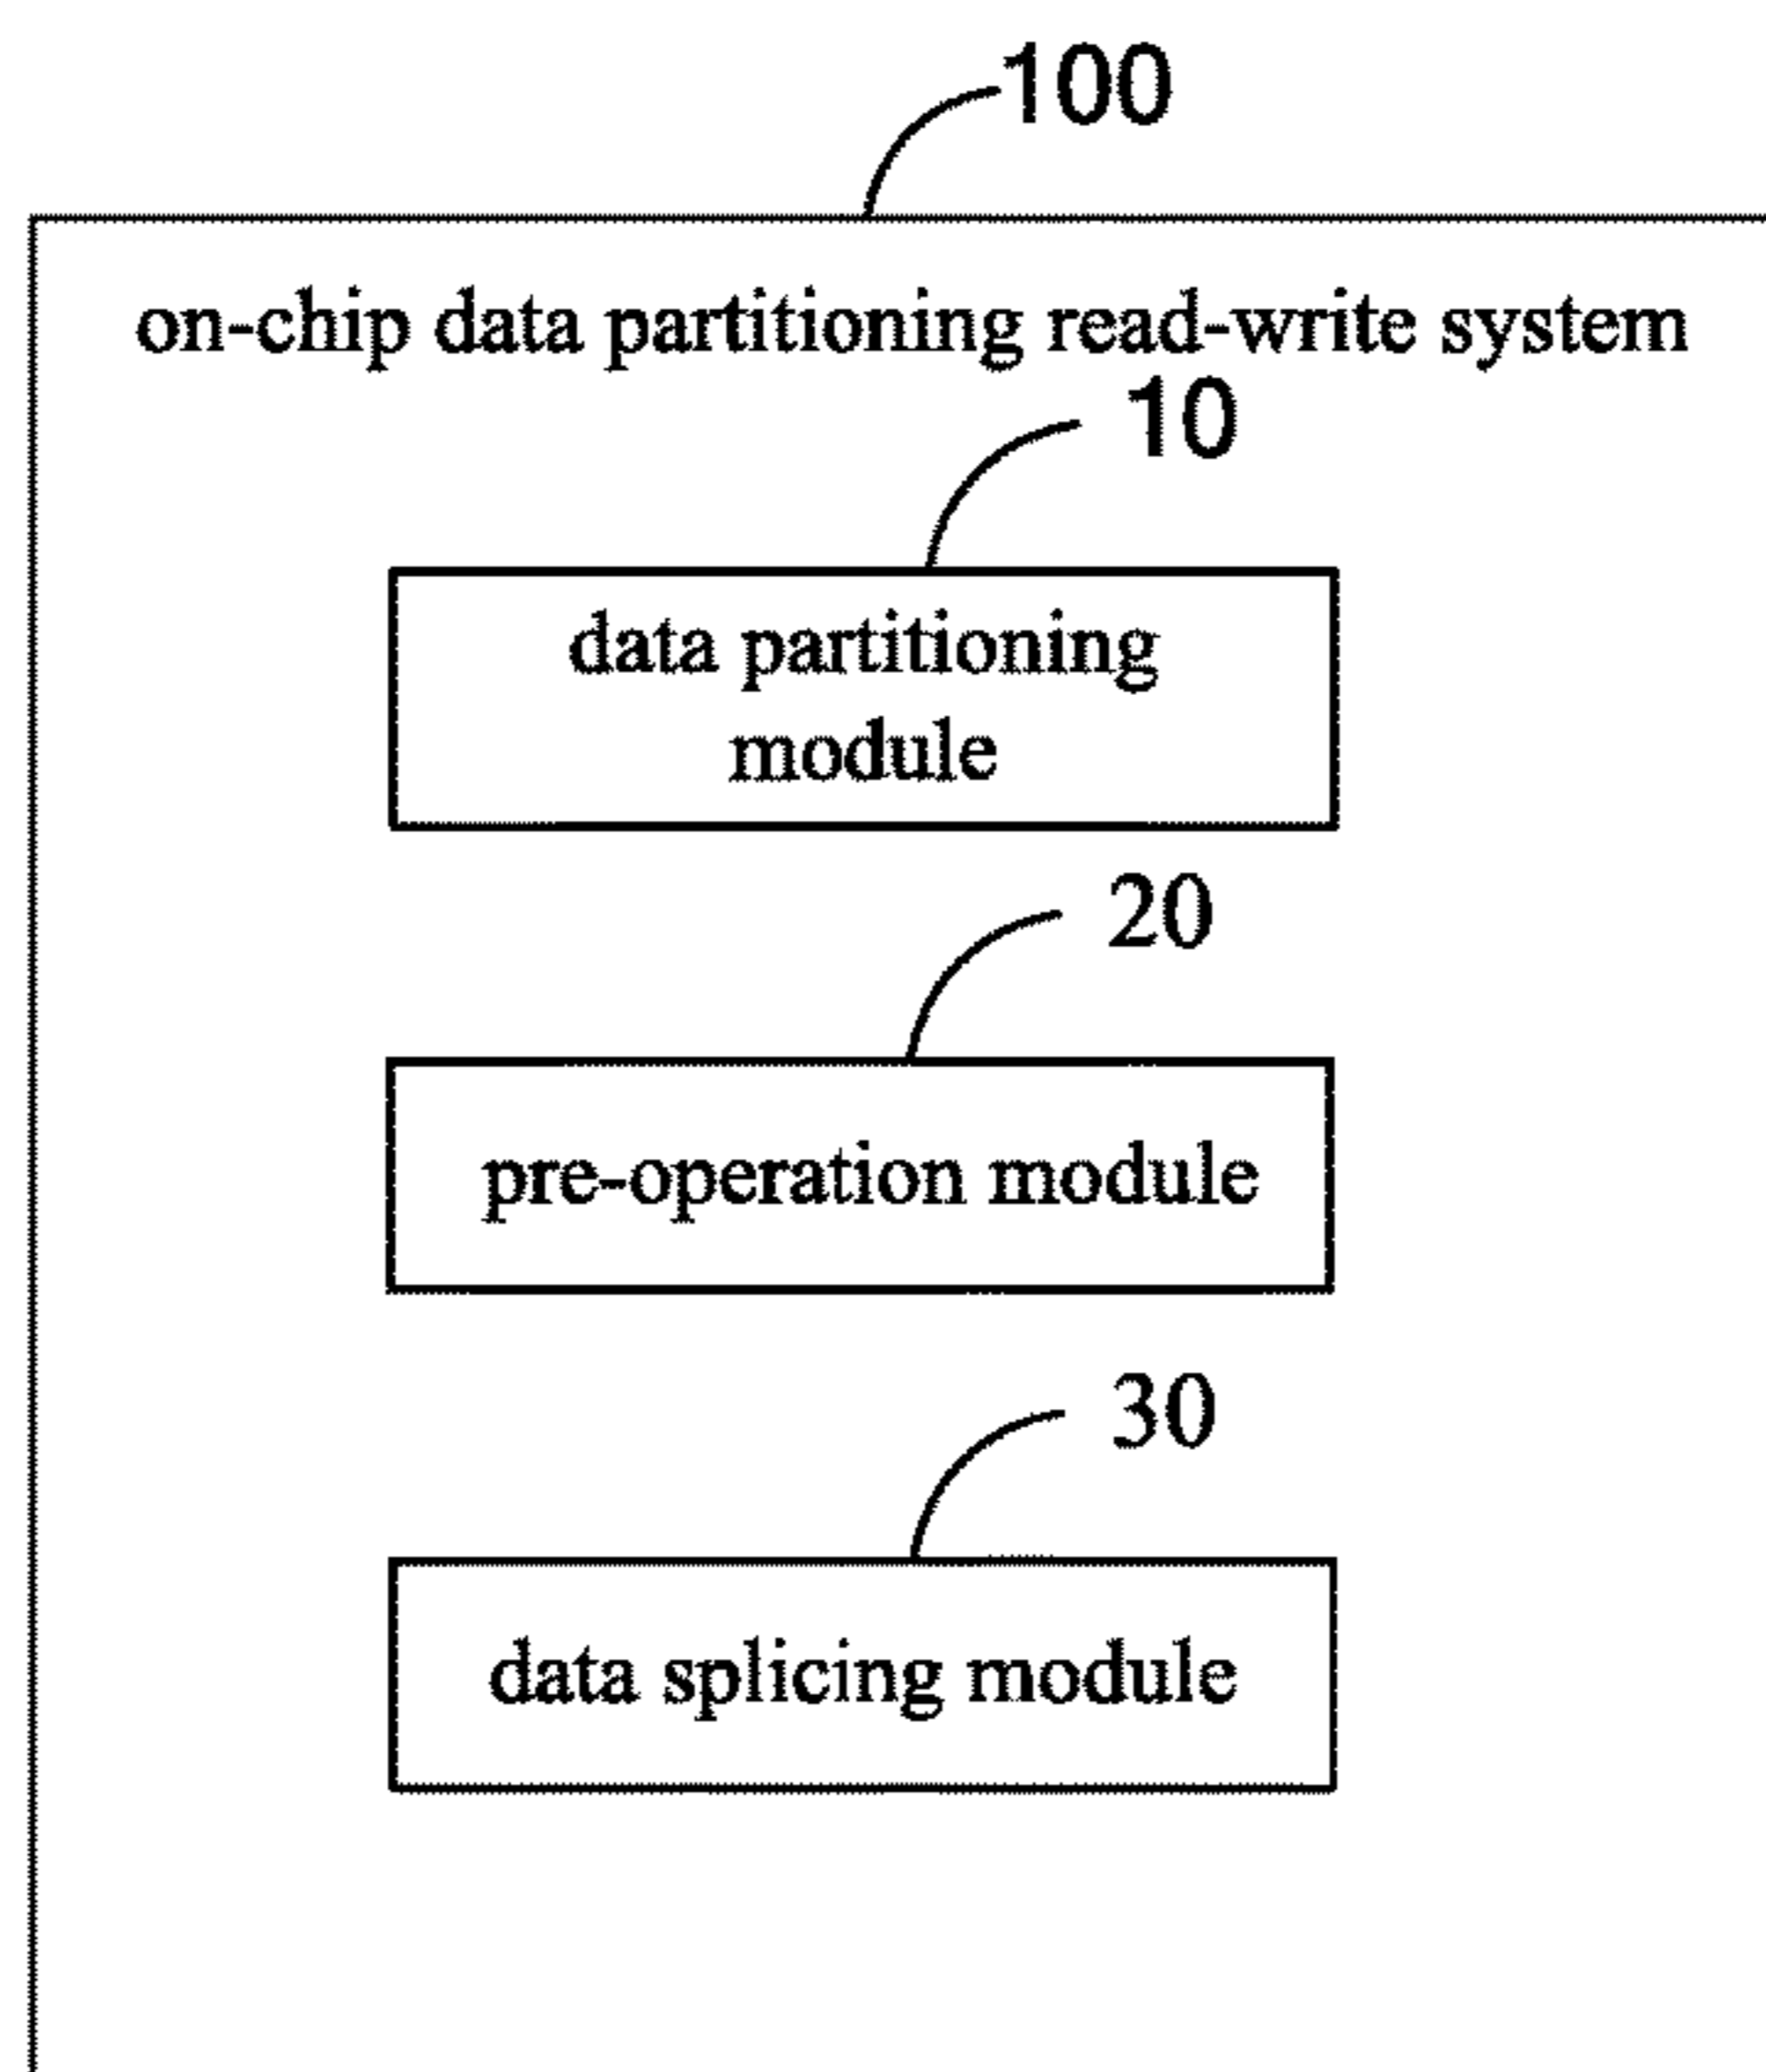 100
on-chip data partitioning read-write system
10
data partitioning
module
20
pre-operation module
30
data splicing module